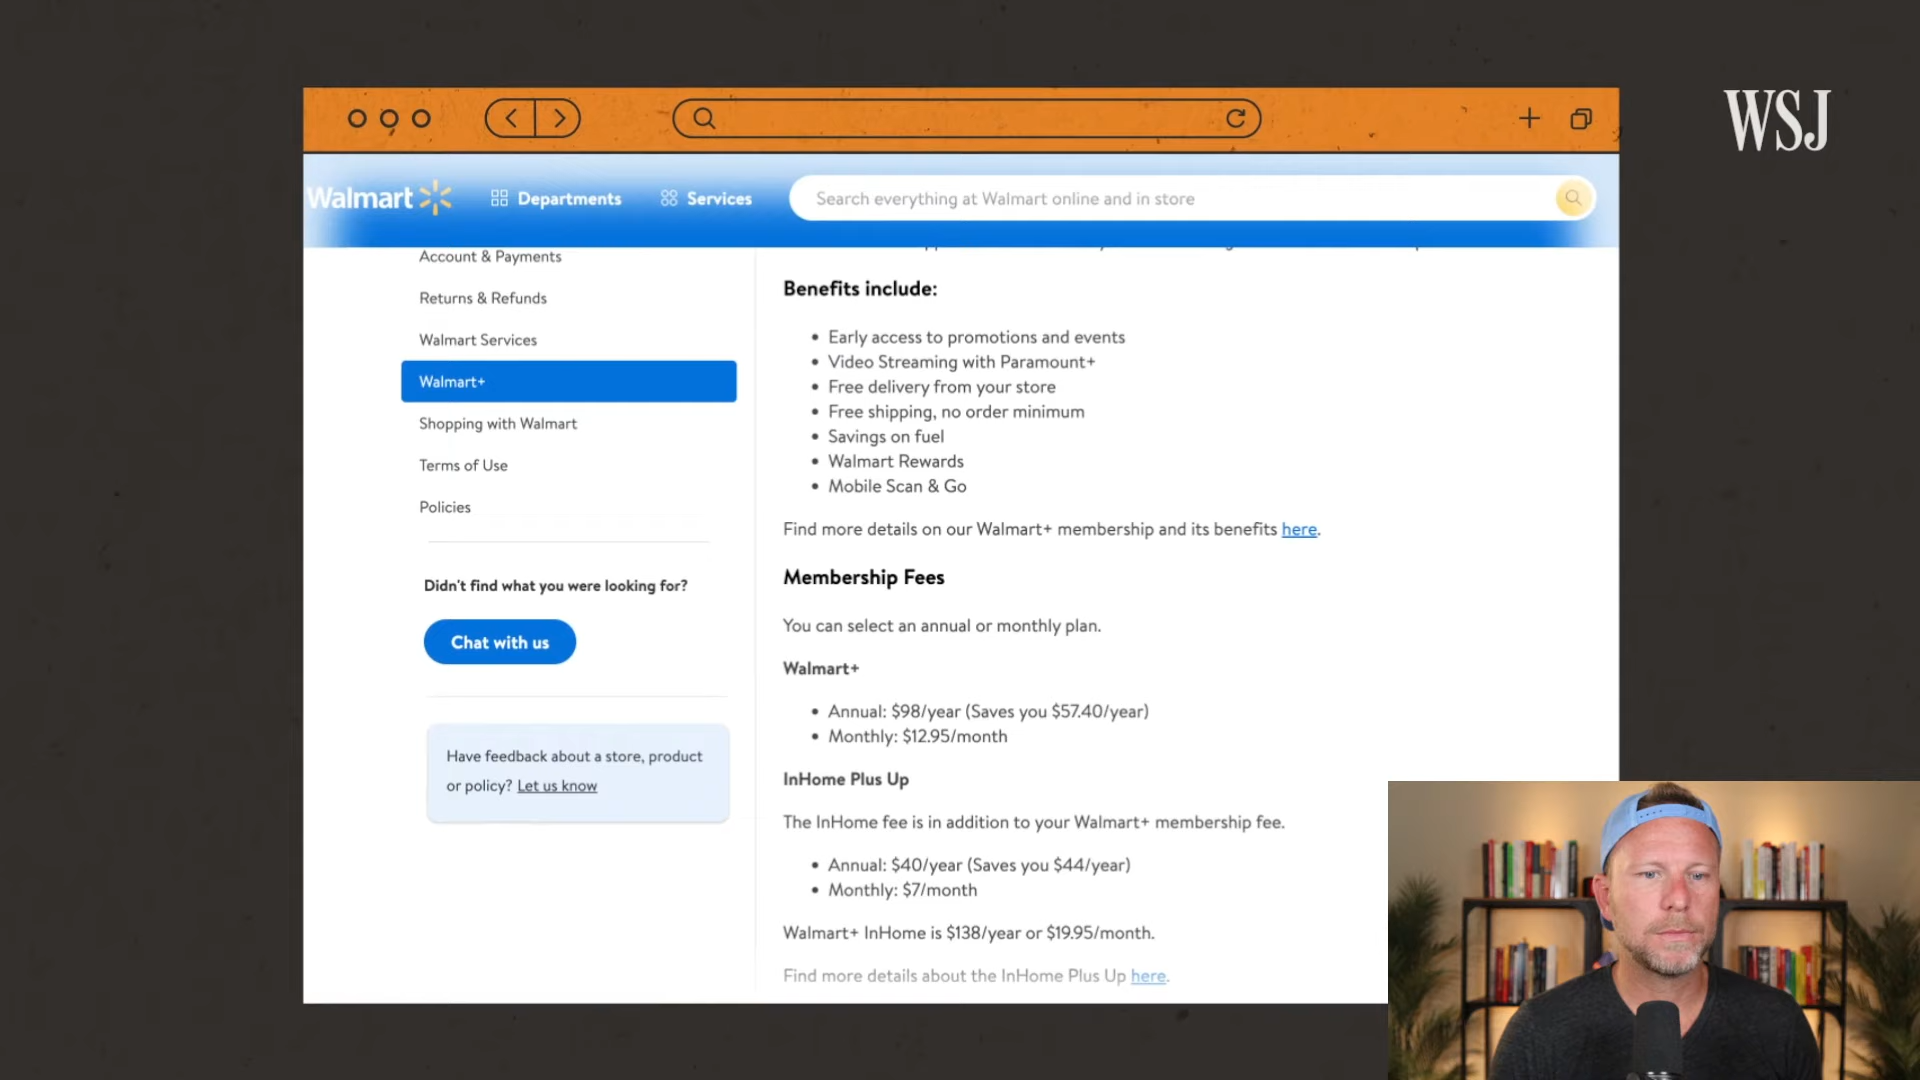 WSJ
Walmart
Departments
Services
Search everything at Walmart online and in store
Account & Payments
Returns & Refunds
Walmart Services
Walmart+
Shopping with Walmart
Terms of Use
Policies
Didn't find what you were looking for?
Chat with us
Have feedback about a store, product
or policy? Let us know
Benefits include:
• Early access to promotions and events
• Video Streaming with Paramount+
• Free delivery from your store
• Free shipping, no order minimum
• Savings on fuel
• Walmart Rewards
• Mobile Scan & Go
Find more details on our Walmart+ membership and its benefits here.
Membership Fees
You can select an annual or monthly plan.
Walmart+
• Annual: $98/year (Saves you $57.40/year)
• Monthly: $12.95/month
InHome Plus Up
The InHome fee is in addition to your Walmart+ membership fee.
• Annual: $40/year (Saves you $44/year)
• Monthly: $7/month
Walmart+ InHome is $138/year or $19.95/month.
Find more details about the InHome Plus Up here.